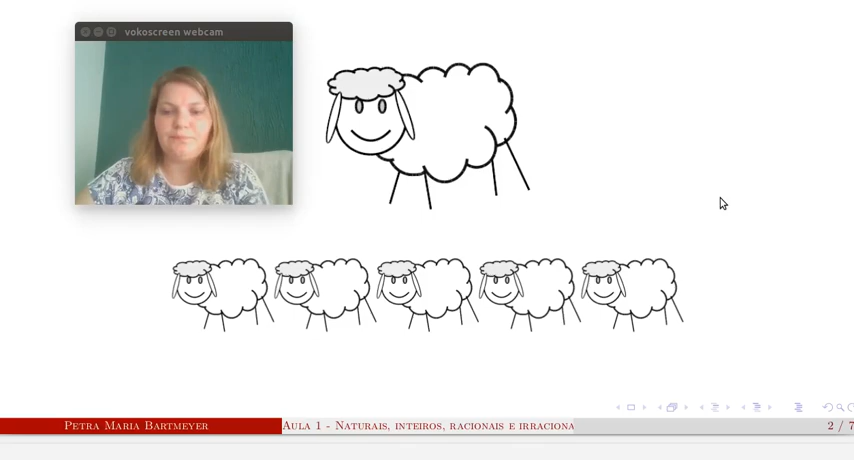 vokoscreen webcam
Petra Maria Bartmeyer
Aula 1 - Naturais, inteiros, racionais e irraciona
2 / 7